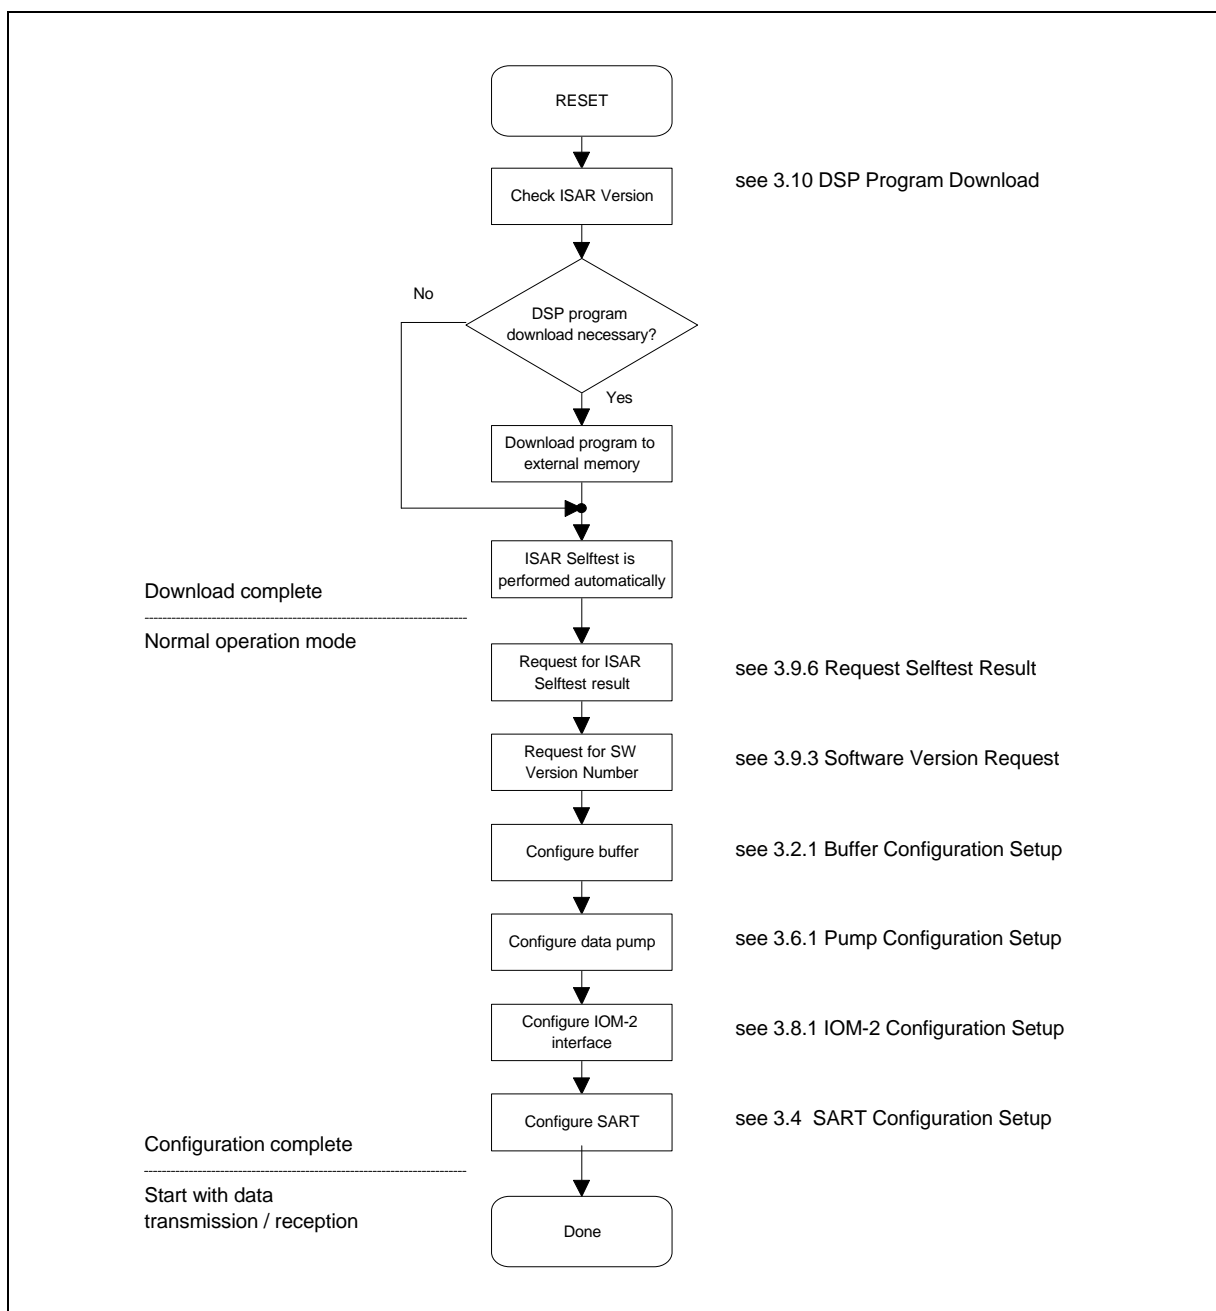 RESET
Check ISAR Version
see 3.10 DSP Program Download
No
DSP program
download necessary?
Yes
Download program to
external memory
ISAR Selftest is
performed automatically
Download complete
Normal operation mode
Request for ISAR
Selftest result
see 3.9.6 Request Selftest Result
Request for SW
Version Number
see 3.9.3 Software Version Request
Configure buffer
see 3.2.1 Buffer Configuration Setup
Configure data pump
see 3.6.1 Pump Configuration Setup
Configure IOM-2
interface
see 3.8.1 IOM-2 Configuration Setup
Configure SART
see 3.4  SART Configuration Setup
Configuration complete
Start with data
transmission / reception
Done